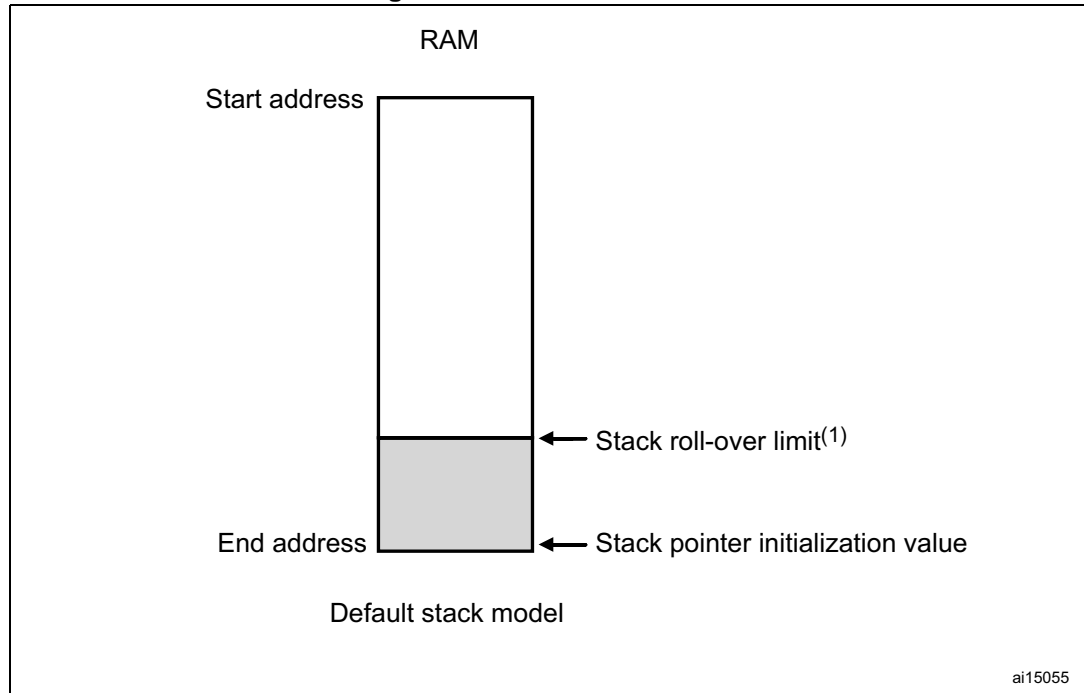 RAM
Start address
Stack roll-over limit(1)
End address
Stack pointer initialization value
Default stack model
ai15055